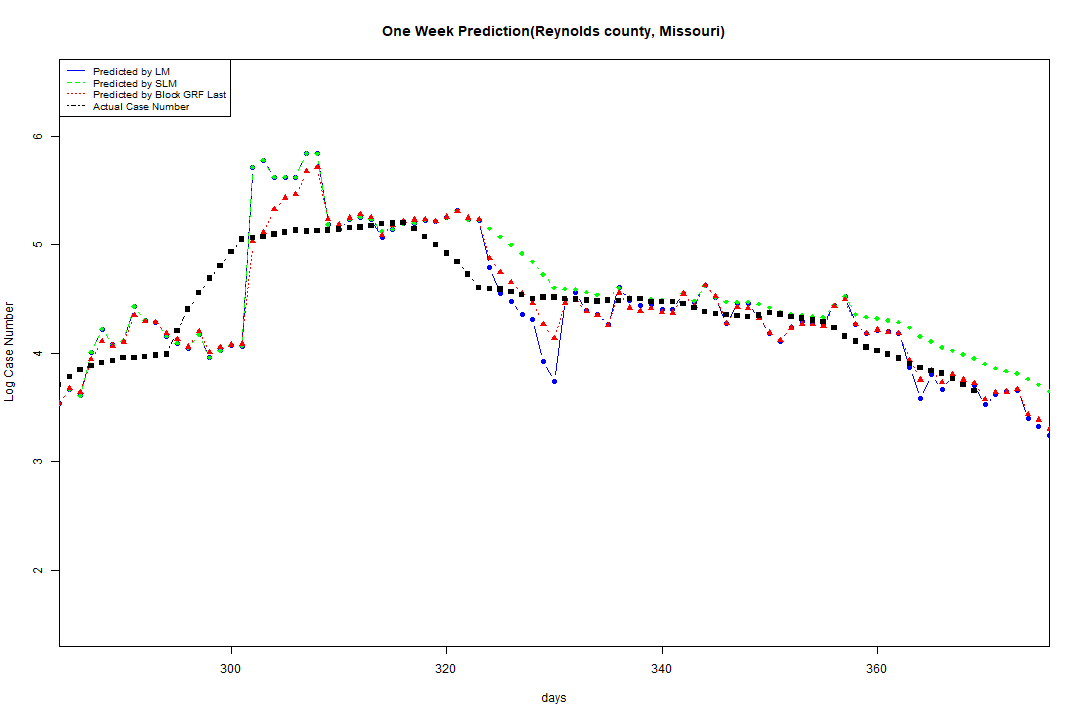 One Week Prediction(Reynolds county, Missouri)
Predicted by LM
Predicted by SLM
Predicted by Block GRF Last
Actual Case Number
6
5
4
3
2
Log Case Number
300
320
340
360
days